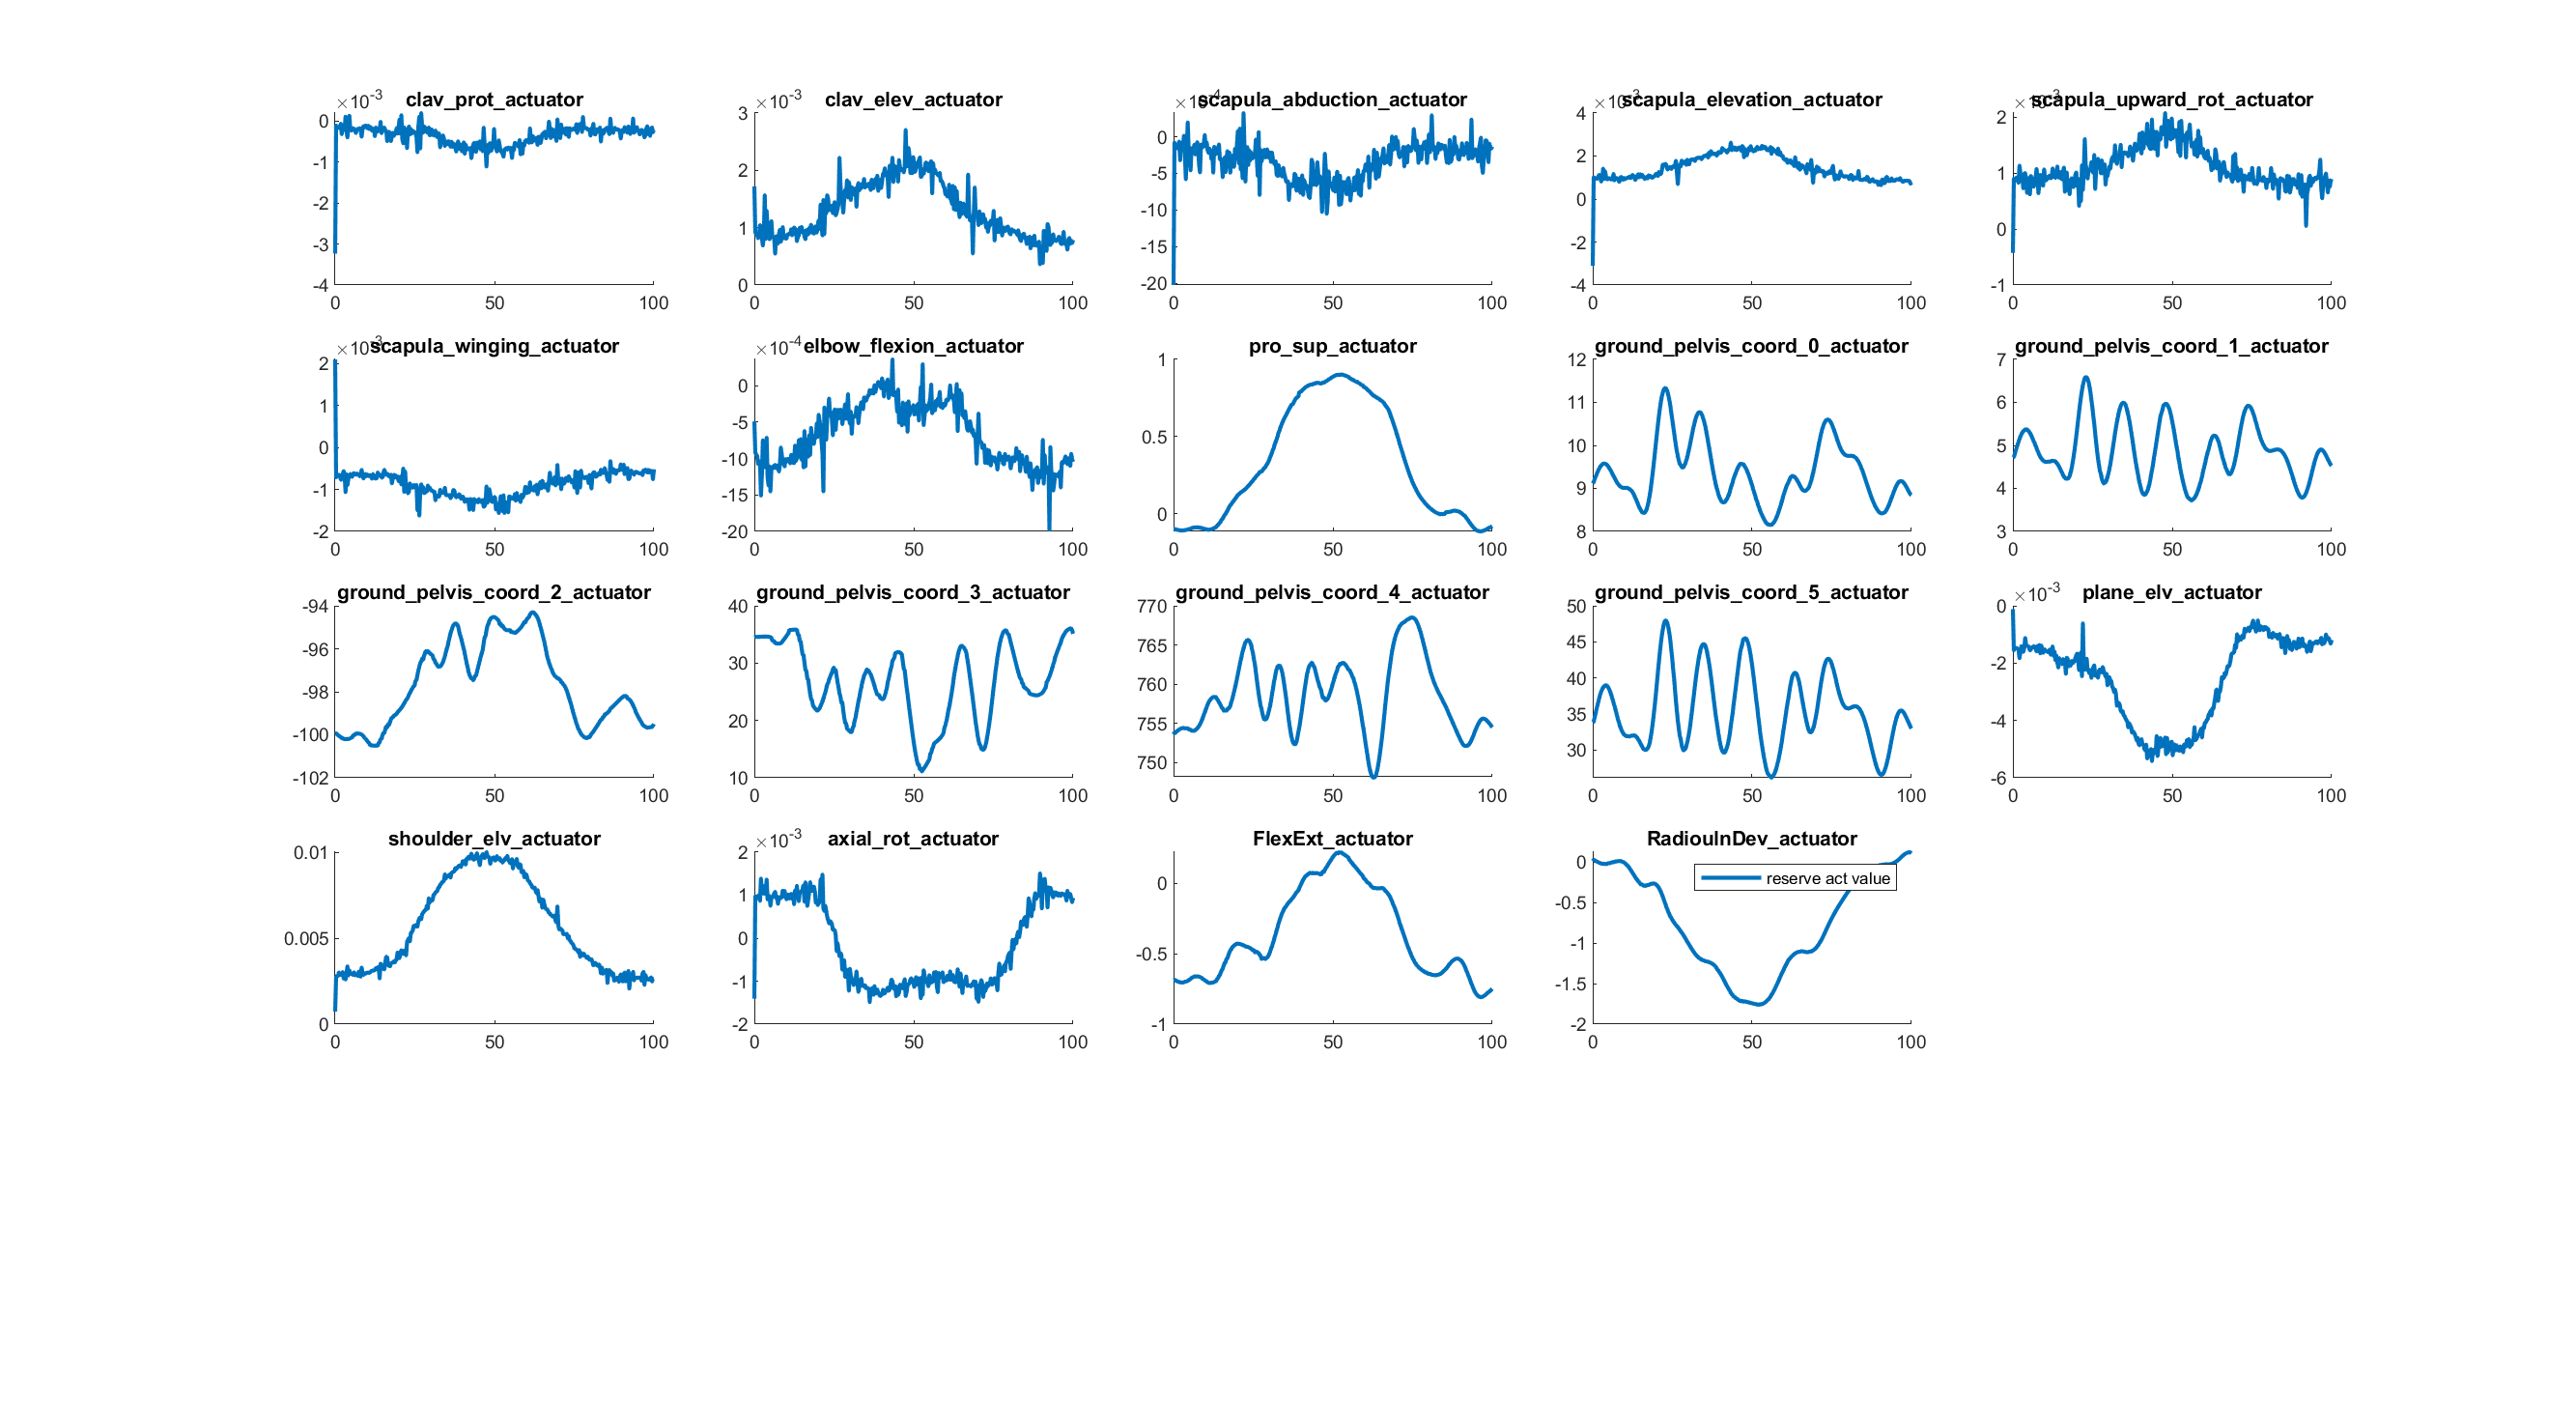 ×10-3 clav_prot_actuator
0
-1
-2
-3
-4
0 50 100
×10-3 clav_elev_actuator
3
2
1
0
0 50 100
×10-4 scapula_abduction_actuator
0
-5
-10
-15
-20
0 50 100
×10-3 scapula_elevation_actuator
4
2
0
-2
-4
0 50 100
×10-3 scapula_upward_rot_actuator
2
1
0
-1
0 50 100
×10-3 scapula_winging_actuator
2
1
0
-1
-2
0 50 100
×10-4 elbow_flexion_actuator
0
-5
-10
-15
-20
0 50 100
pro_sup_actuator
1
0.5
0
0 50 100
ground_pelvis_coord_0_actuator
12
11
10
9
8
0 50 100
ground_pelvis_coord_1_actuator
7
6
5
4
3
0 50 100
ground_pelvis_coord_2_actuator
-94
-96
-98
-100
-102
0 50 100
ground_pelvis_coord_3_actuator
40
30
20
10
0 50 100
ground_pelvis_coord_4_actuator
770
765
760
755
750
0 50 100
ground_pelvis_coord_5_actuator
50
45
40
35
30
0 50 100
×10-3 plane_elv_actuator
0
-2
-4
-6
0 50 100
shoulder_elv_actuator
0.01
0.005
0
0 50 100
×10-3 axial_rot_actuator
2
1
0
-1
-2
0 50 100
FlexExt_actuator
0
-0.5
-1
0 50 100
RadioulnDev_actuator
reserve act value
0
-0.5
-1
-1.5
-2
0 50 100